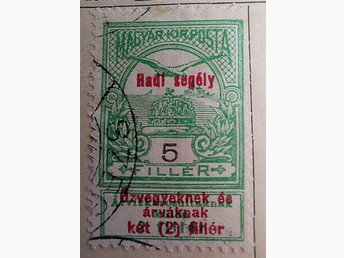 MAGYAR KIR. POSTA
Hadi segély
5
FILLÉR
Özvegyeknek és
árváknak
két (2) fillér